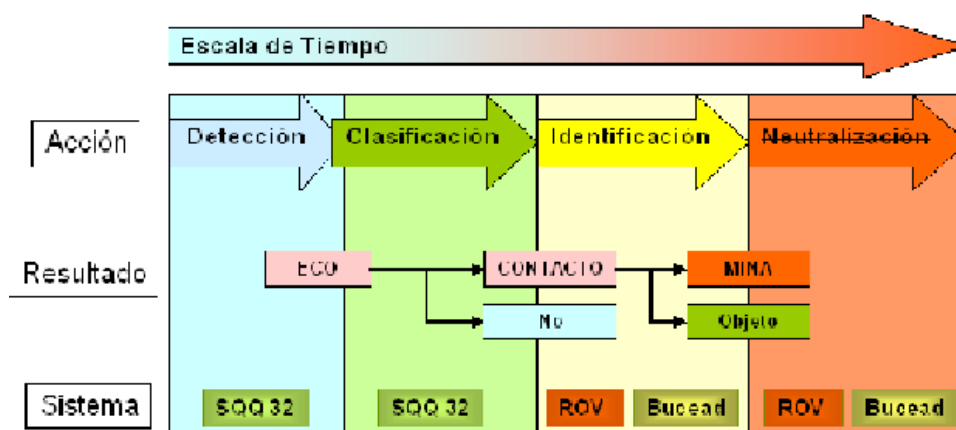 Escala de Tiempo
Acción
Detección
Clasificación
Identificación
Neutralización
Resultado
ECO
CONTACTO
MINA
No
Objeto
Sistema
SQQ 32
SQQ 32
ROV
Bucead
ROV
Bucead